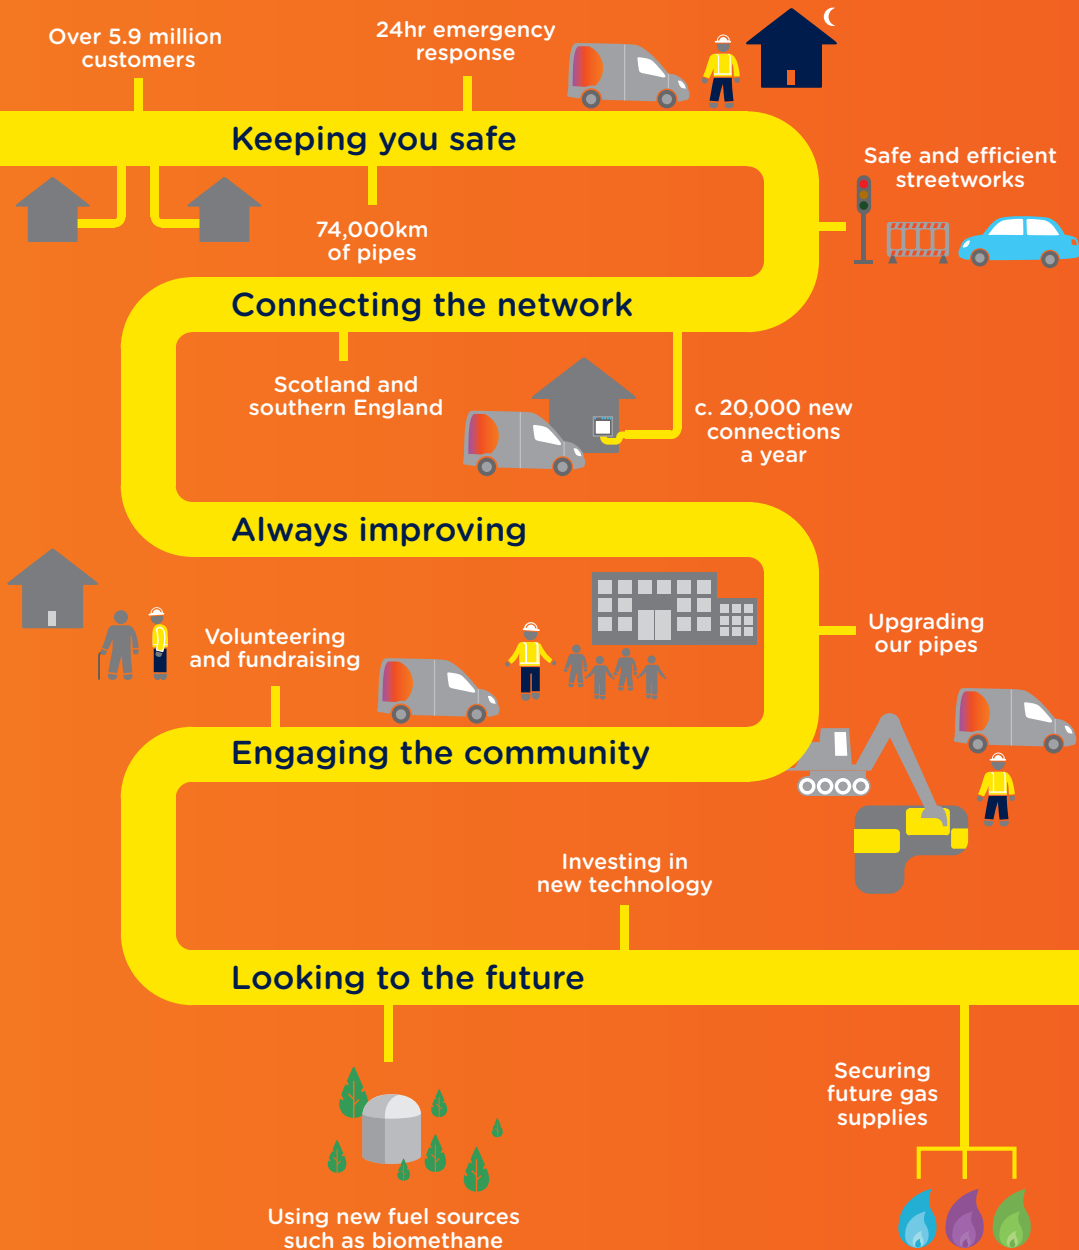 Over 5.9 million
customers
24hr emergency
response
Keeping you safe
Safe and efficient
streetworks
74,000km
of pipes
Connecting the network
Scotland and
southern England
c. 20,000 new
connections
a year
Always improving
Upgrading
our pipes
Volunteering
and fundraising
Engaging the community
Investing in
new technology
Looking to the future
Securing
future gas
supplies
Using new fuel sources
such as biomethane